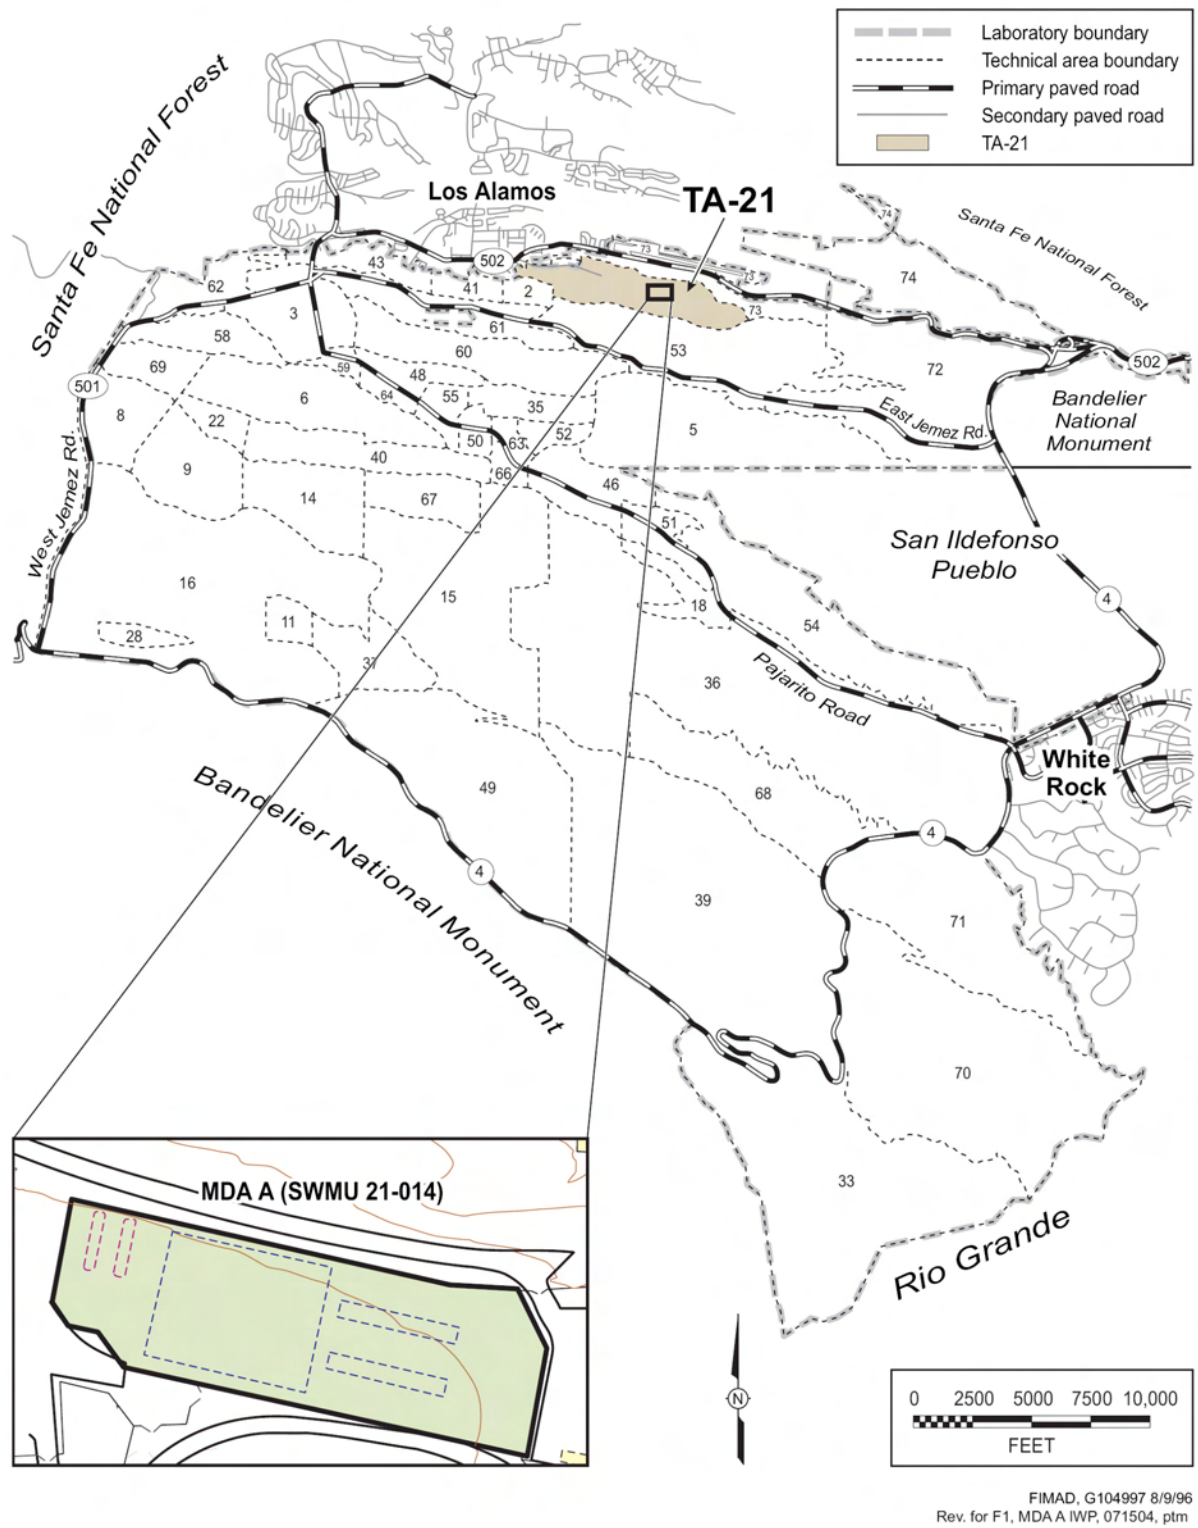 Laboratory boundary
Technical area boundary
Primary paved road
Secondary paved road
TA-21
Santa Fe National Forest
Los Alamos
TA-21
Santa Fe National Forest
74
73
74
502
43
62
41
2
73
73
3
61
53
58
60
72
502
69
59
48
501
64
55
35
East Jemez Rd.
Bandelier
National
Monument
8
6
22
50
63
52
5
40
9
66
46
14
67
51
West Jemez Rd.
San Ildefonso
Pueblo
16
15
18
4
11
54
28
37
36
Pajarito Road
White
Rock
Bandelier National Monument
49
68
4
4
39
71
70
33
Rio Grande
MDA A (SWMU 21-014)
N
0 2500 5000 7500 10,000
FEET
FIMAD, G104997 8/9/96
Rev. for F1, MDA A IWP, 071504, ptm